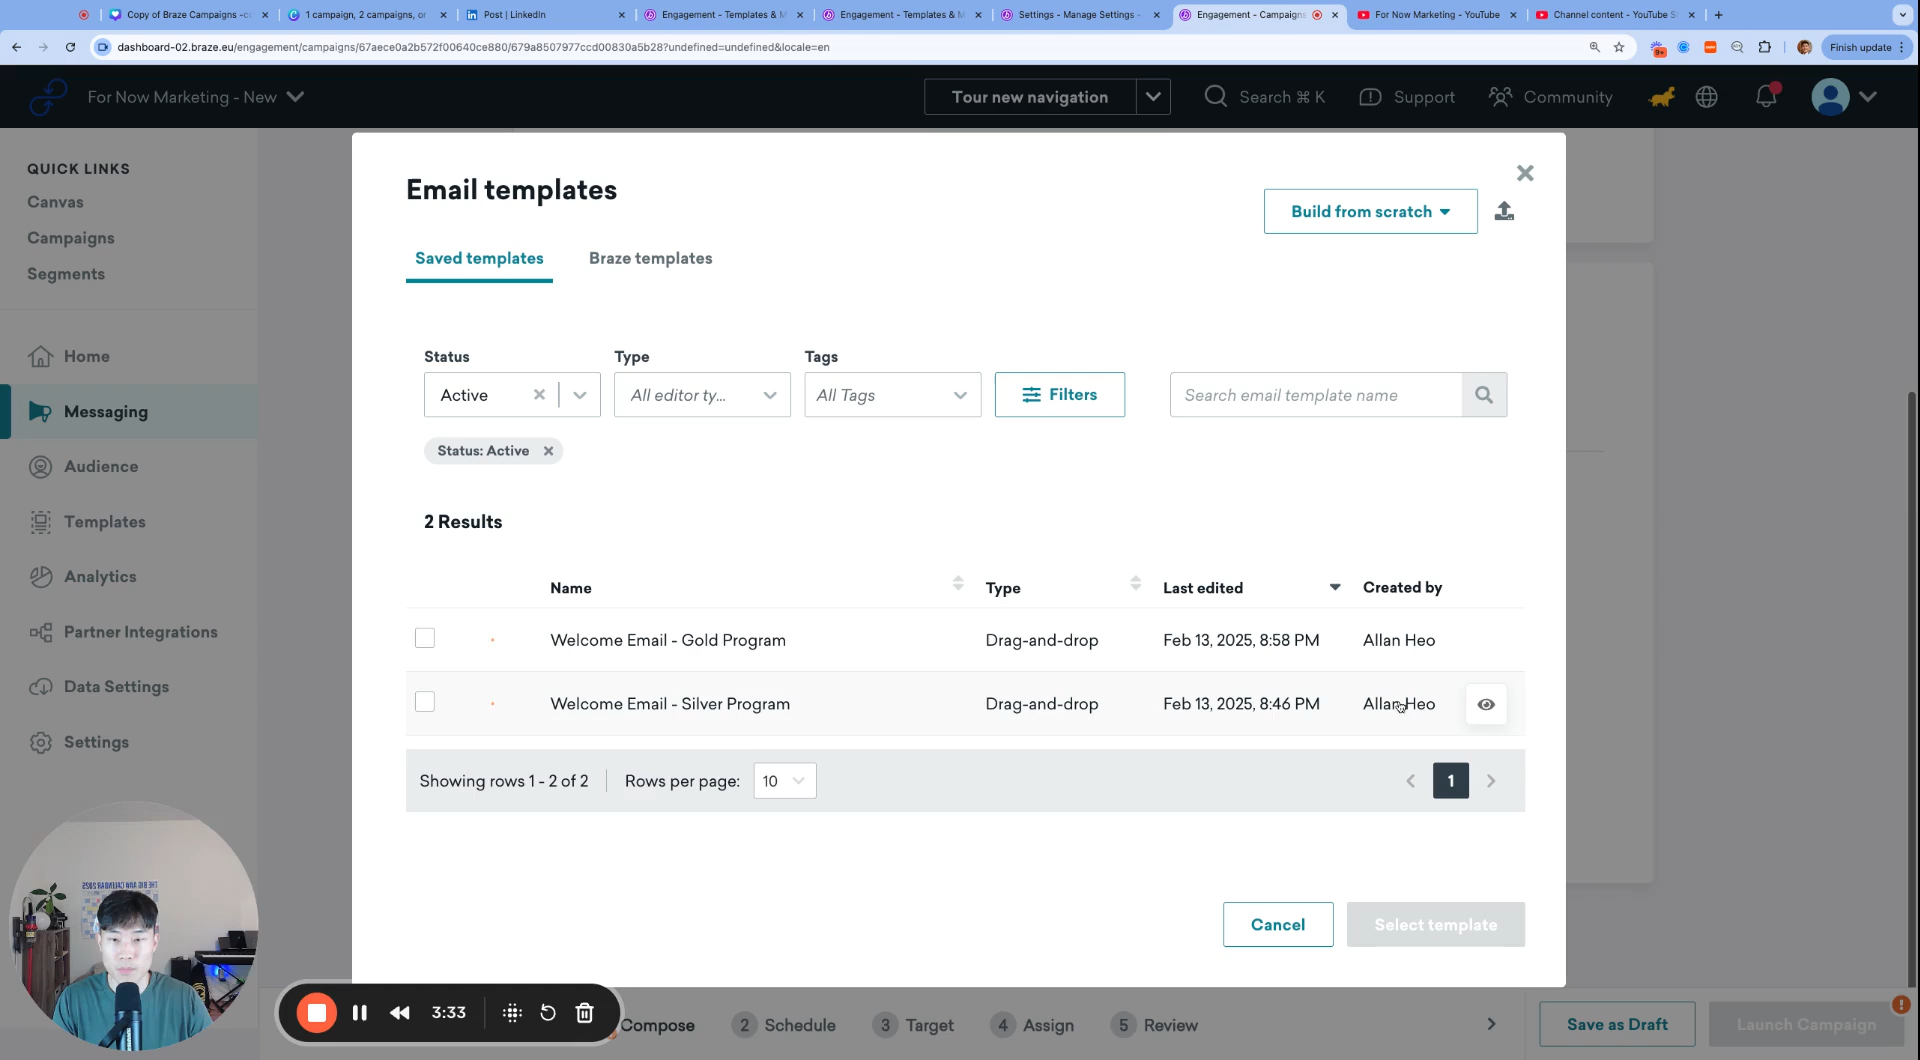 Copy of Braze Campaigns -
1 campaign, 2 campaigns, or
Post | LinkedIn
Engagement - Templates & M
Engagement - Templates & M
Settings - Manage Settings -
Engagement - Campaigns
For Now Marketing - YouTube
Channel content - YouTube S
dashboard-02.braze.eu/engagement/campaigns/67aece0a2b572f00640ce880/679a8507977ccd00830a5b28?undefined=undefined&locale=en
9+
Finish update
For Now Marketing - New
Tour new navigation
Search ⌘ K
Support
Community
QUICK LINKS
Canvas
Campaigns
Segments
Home
Messaging
Audience
Templates
Analytics
Partner Integrations
Data Settings
Settings
Email templates
Build from scratch
Saved templates
Braze templates
Status
Type
Tags
Active
All editor ty...
All Tags
Filters
Search email template name
Status: Active
2 Results
Name
Type
Last edited
Created by
Welcome Email - Gold Program
Drag-and-drop
Feb 13, 2025, 8:58 PM
Allan Heo
Welcome Email - Silver Program
Drag-and-drop
Feb 13, 2025, 8:46 PM
Allan Heo
Showing rows 1 - 2 of 2
Rows per page:
10
1
Cancel
Select template
3:33
Compose
2 Schedule
3 Target
4 Assign
5 Review
Save as Draft
Launch Campaign